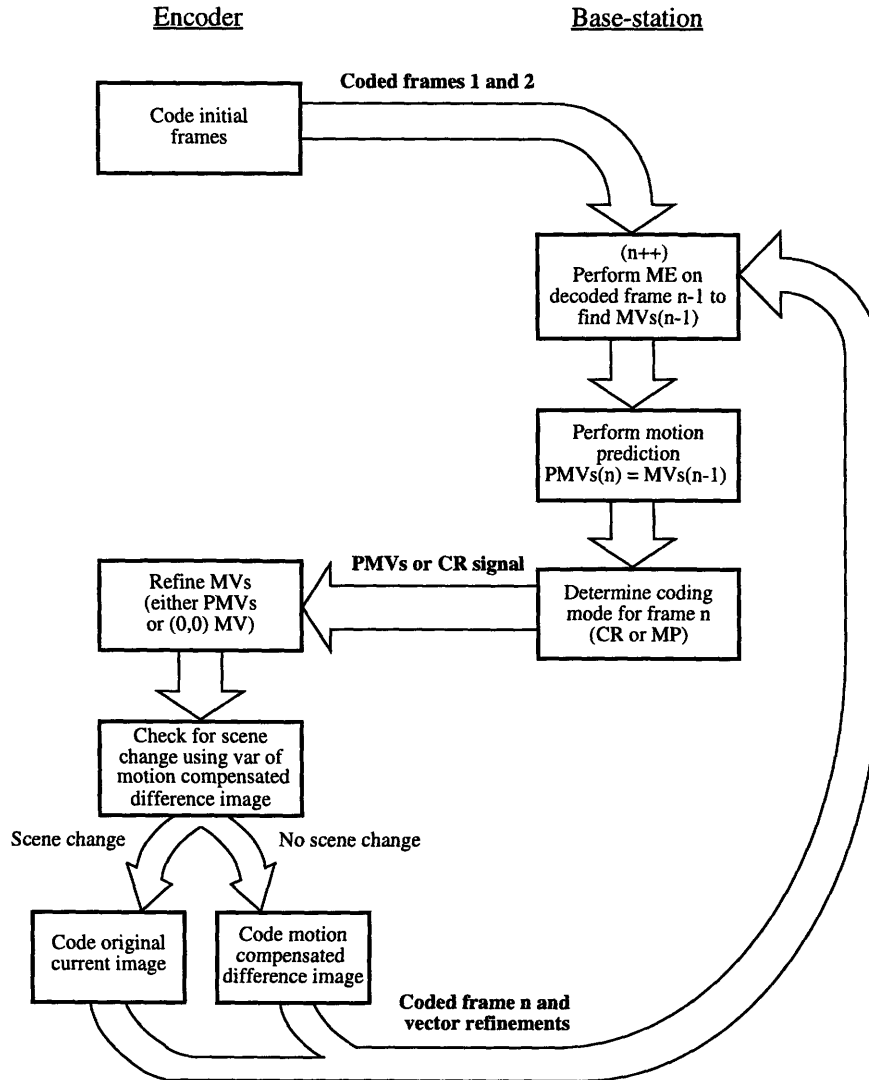 Encoder
Base-station
Coded frames 1 and 2
Code initial
frames
(n++)
Perform ME on
decoded frame n-1 to
find MVs(n-1)
Perform motion
prediction
PMVs(n) = MVs(n-1)
PMVs or CR signal
Refine MVs
(either PMVs
or (0,0) MV)
Determine coding
mode for frame n
(CR or MP)
Check for scene
change using var of
motion compensated
difference image
Scene change
No scene change
Code original
current image
Code motion
compensated
difference image
Coded frame n and
vector refinements